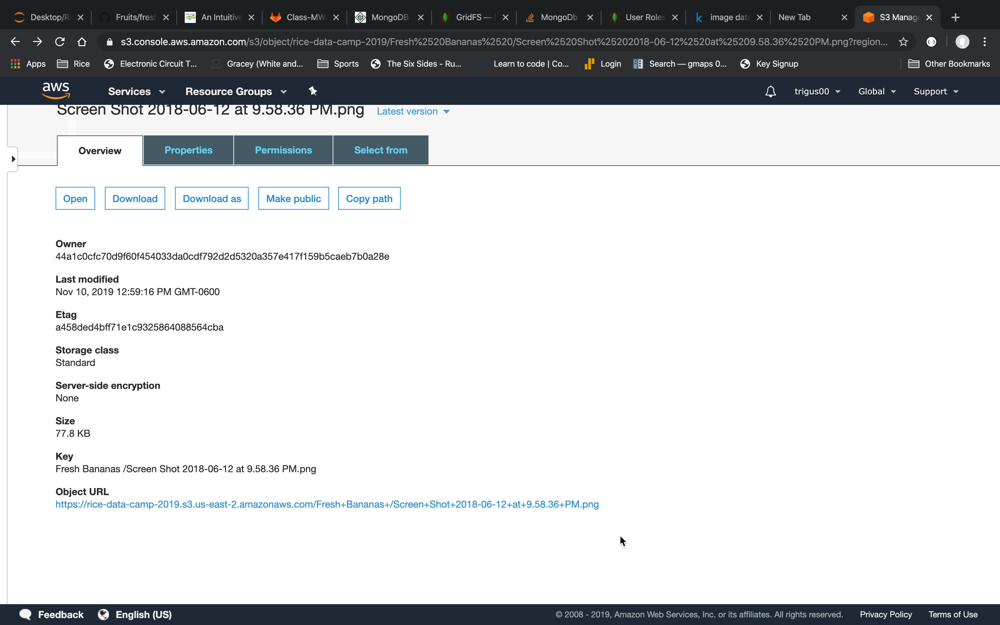 Desktop/Ri
Fruits/fresh
An Intuitive
Class-MW
MongoDB
GridFS —
MongoDb
User Roles
image data
New Tab
S3 Manage
s3.console.aws.amazon.com/s3/object/rice-data-camp-2019/Fresh%2520Bananas%2520/Screen%2520Shot%25202018-06-12%2520at%25209.58.36%2520PM.png?region...
Apps
Rice
Electronic Circuit T...
Gracey (White and...
Sports
The Six Sides - Ru...
Learn to code | Co...
Login
Search — gmaps 0...
Key Signup
Other Bookmarks
aws
Services
Resource Groups
trigus00
Global
Support
Screen Shot 2018-06-12 at 9.58.36 PM.png
Latest version
Overview
Properties
Permissions
Select from
Open
Download
Download as
Make public
Copy path
Owner
44a1c0cfc70d9f60f454033da0cdf792d2d5320a357e417f159b5caeb7b0a28e
Last modified
Nov 10, 2019 12:59:16 PM GMT-0600
Etag
a458ded4bff71e1c9325864088564cba
Storage class
Standard
Server-side encryption
None
Size
77.8 KB
Key
Fresh Bananas /Screen Shot 2018-06-12 at 9.58.36 PM.png
Object URL
https://rice-data-camp-2019.s3.us-east-2.amazonaws.com/Fresh+Bananas+/Screen+Shot+2018-06-12+at+9.58.36+PM.png
Feedback
English (US)
© 2008 - 2019, Amazon Web Services, Inc. or its affiliates. All rights reserved.
Privacy Policy
Terms of Use